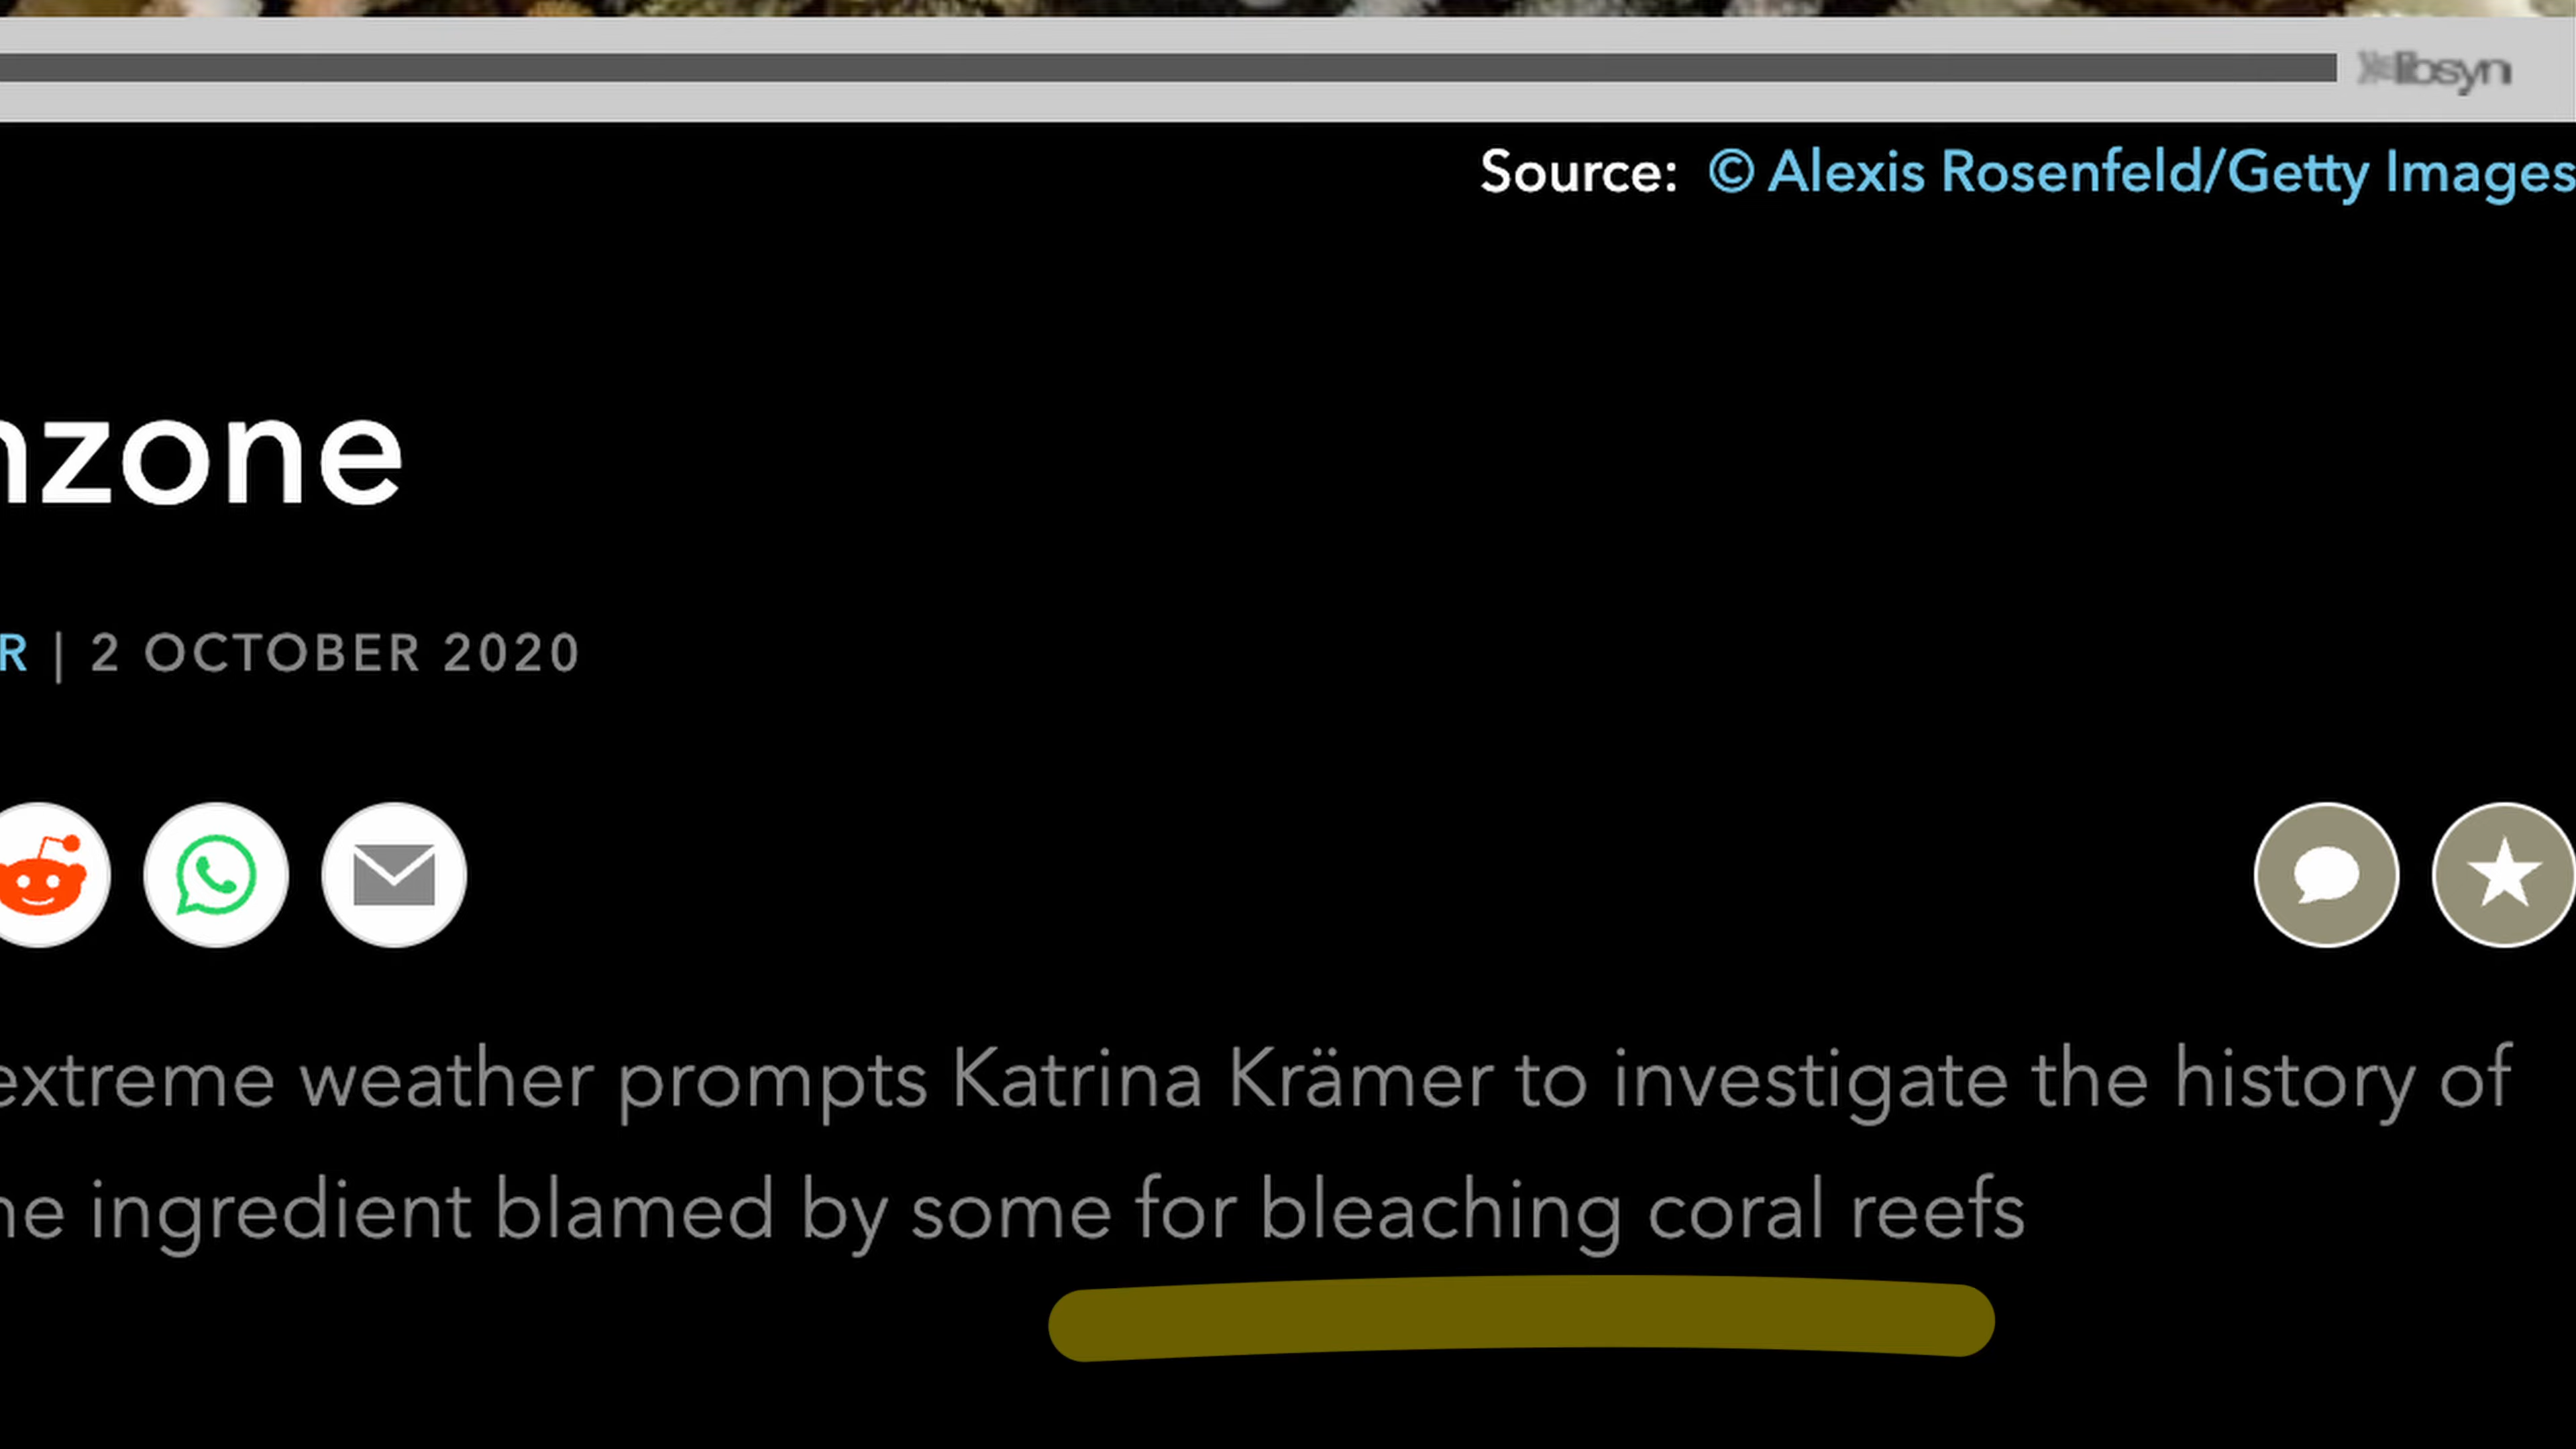 libsyn
Source: © Alexis Rosenfeld/Getty Images
nzone
R | 2 OCTOBER 2020
extreme weather prompts Katrina Krämer to investigate the history of
ne ingredient blamed by some for bleaching coral reefs